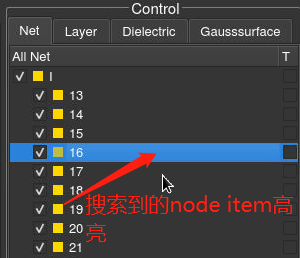 Control
Net Layer Dielectric Gausssurface
All Net T
I
13
14
15
16
17
18
19
搜索到的node item高
亮
20
21